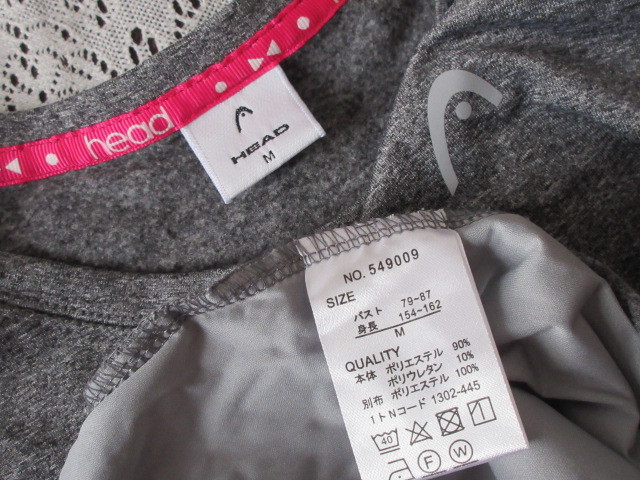 head
HEAD
M
NO. 549009
SIZE
バスト 79~87
身長 154~162
M
QUALITY
本体 ポリエステル 90%
ポリウレタン 10%
別布 ポリエステル 100%
1トNコード 1302-445
40
F W